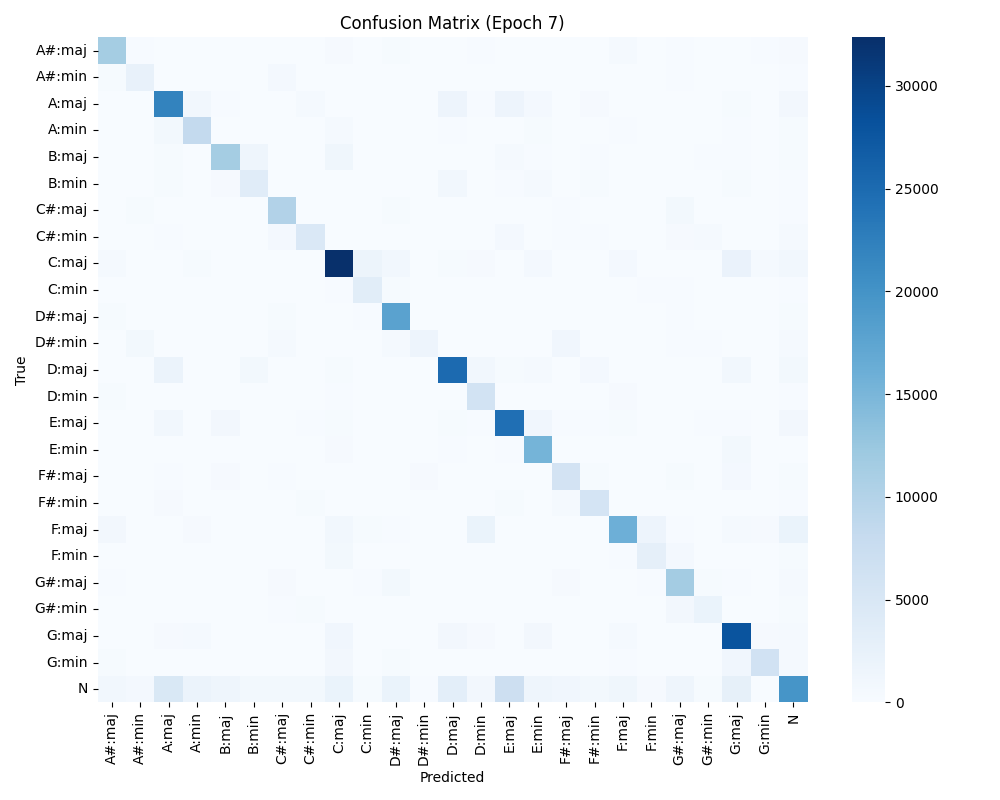 Confusion Matrix (Epoch 7)
True
A#:maj
A#:min
A:maj
A:min
B:maj
B:min
C#:maj
C#:min
C:maj
C:min
D#:maj
D#:min
D:maj
D:min
E:maj
E:min
F#:maj
F#:min
F:maj
F:min
G#:maj
G#:min
G:maj
G:min
N
A#:maj
A#:min
A:maj
A:min
B:maj
B:min
C#:maj
C#:min
C:maj
C:min
D#:maj
D#:min
D:maj
D:min
E:maj
E:min
F#:maj
F#:min
F:maj
F:min
G#:maj
G#:min
G:maj
G:min
N
Predicted
30000
25000
20000
15000
10000
5000
0